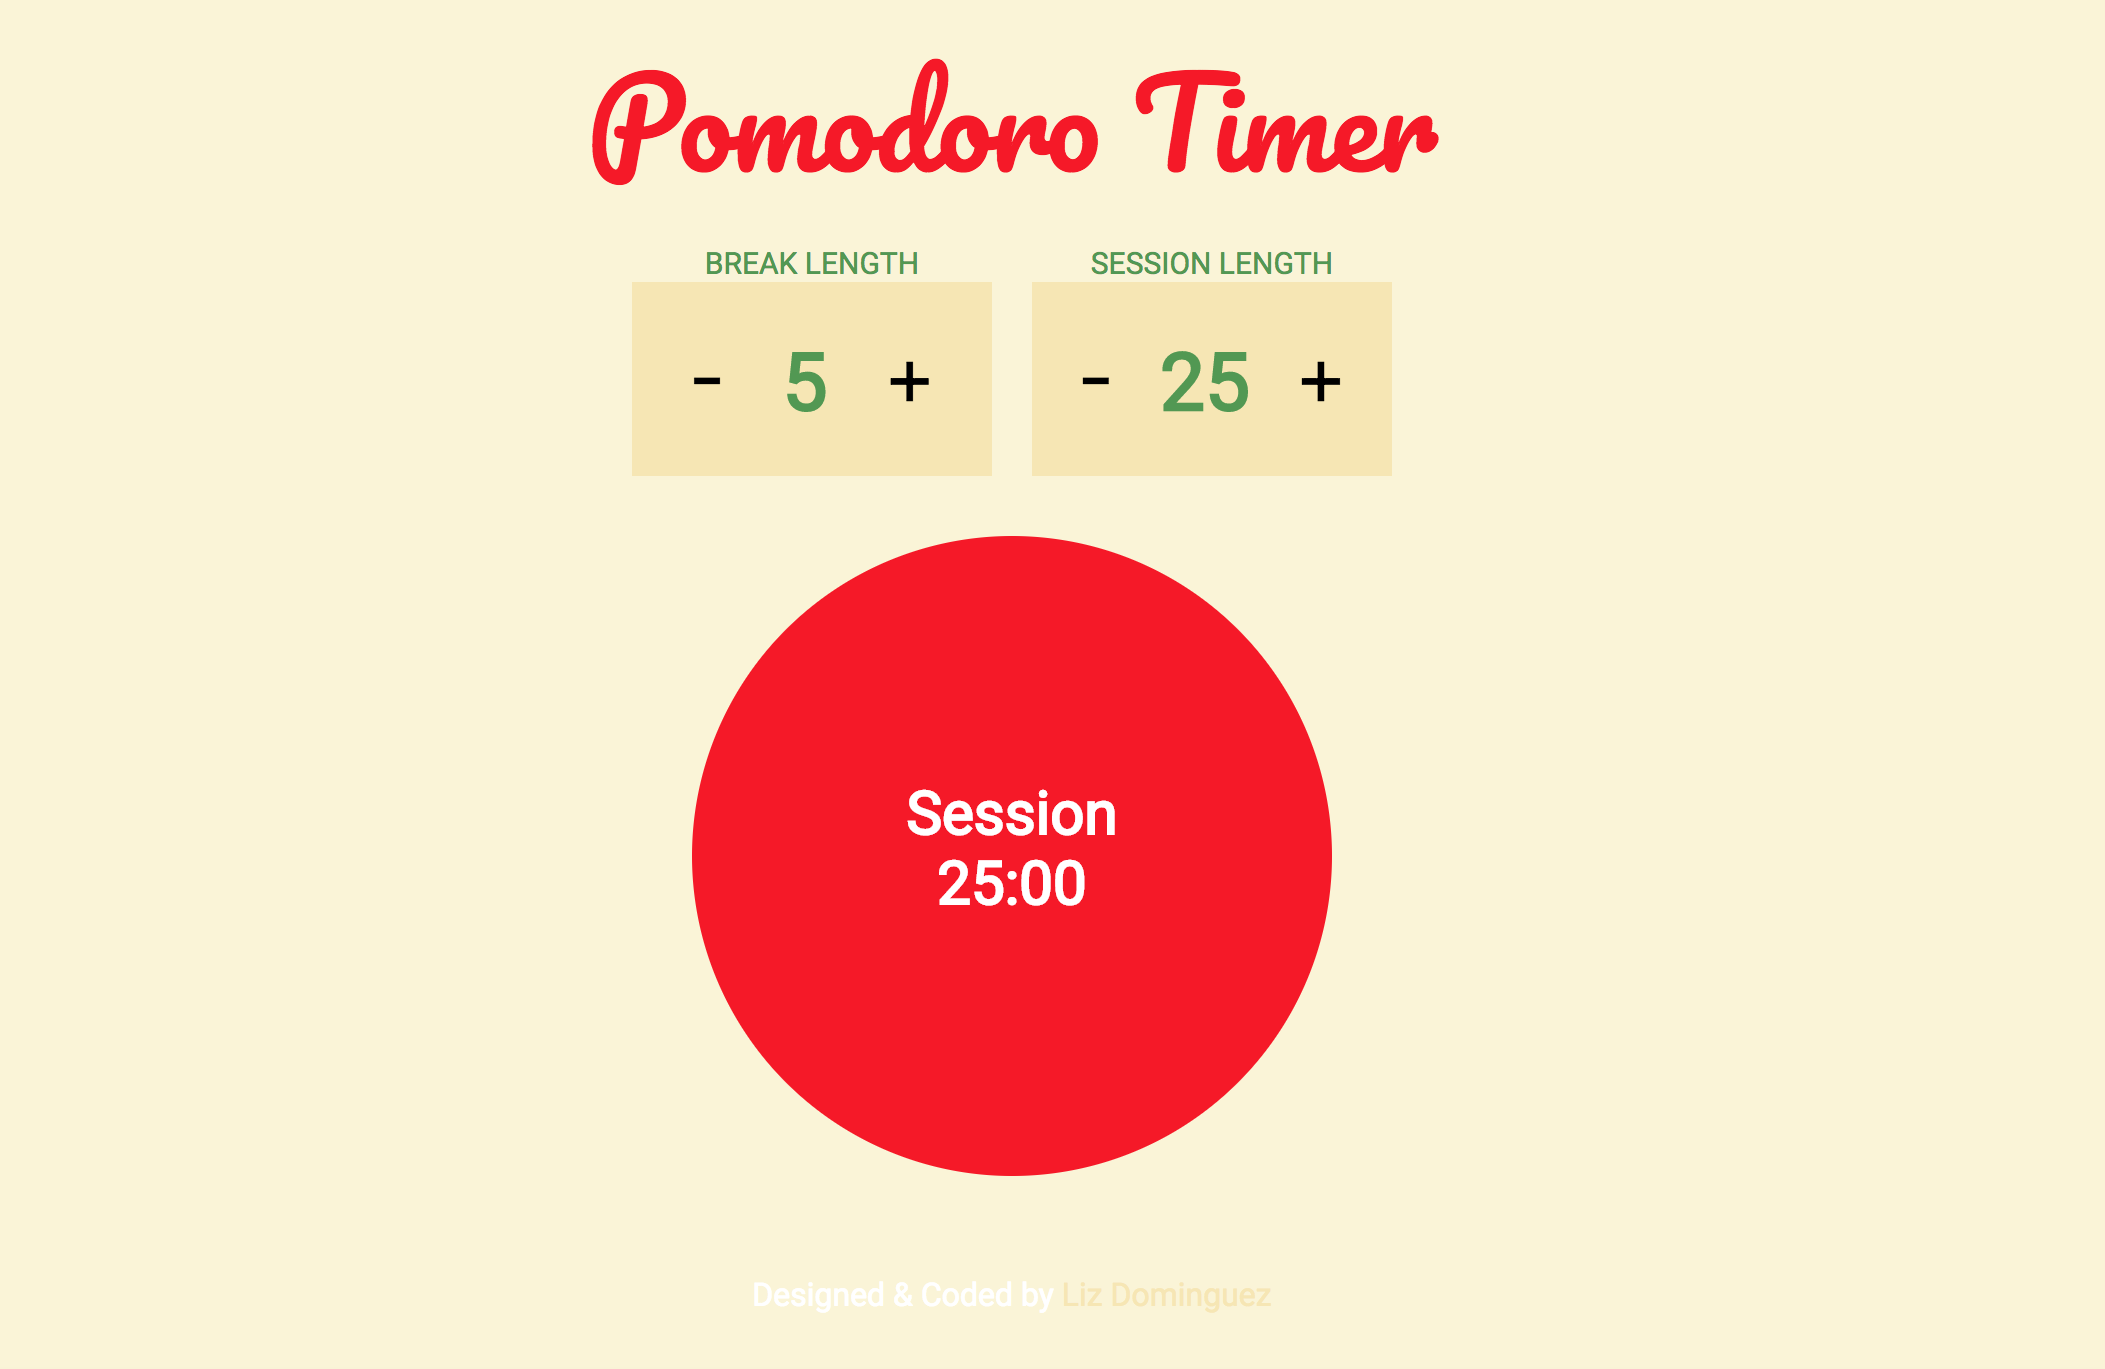 Pomodoro Timer
BREAK LENGTH
SESSION LENGTH
- 5 +
- 25 +
Session
25:00
Designed & Coded by Liz Dominguez